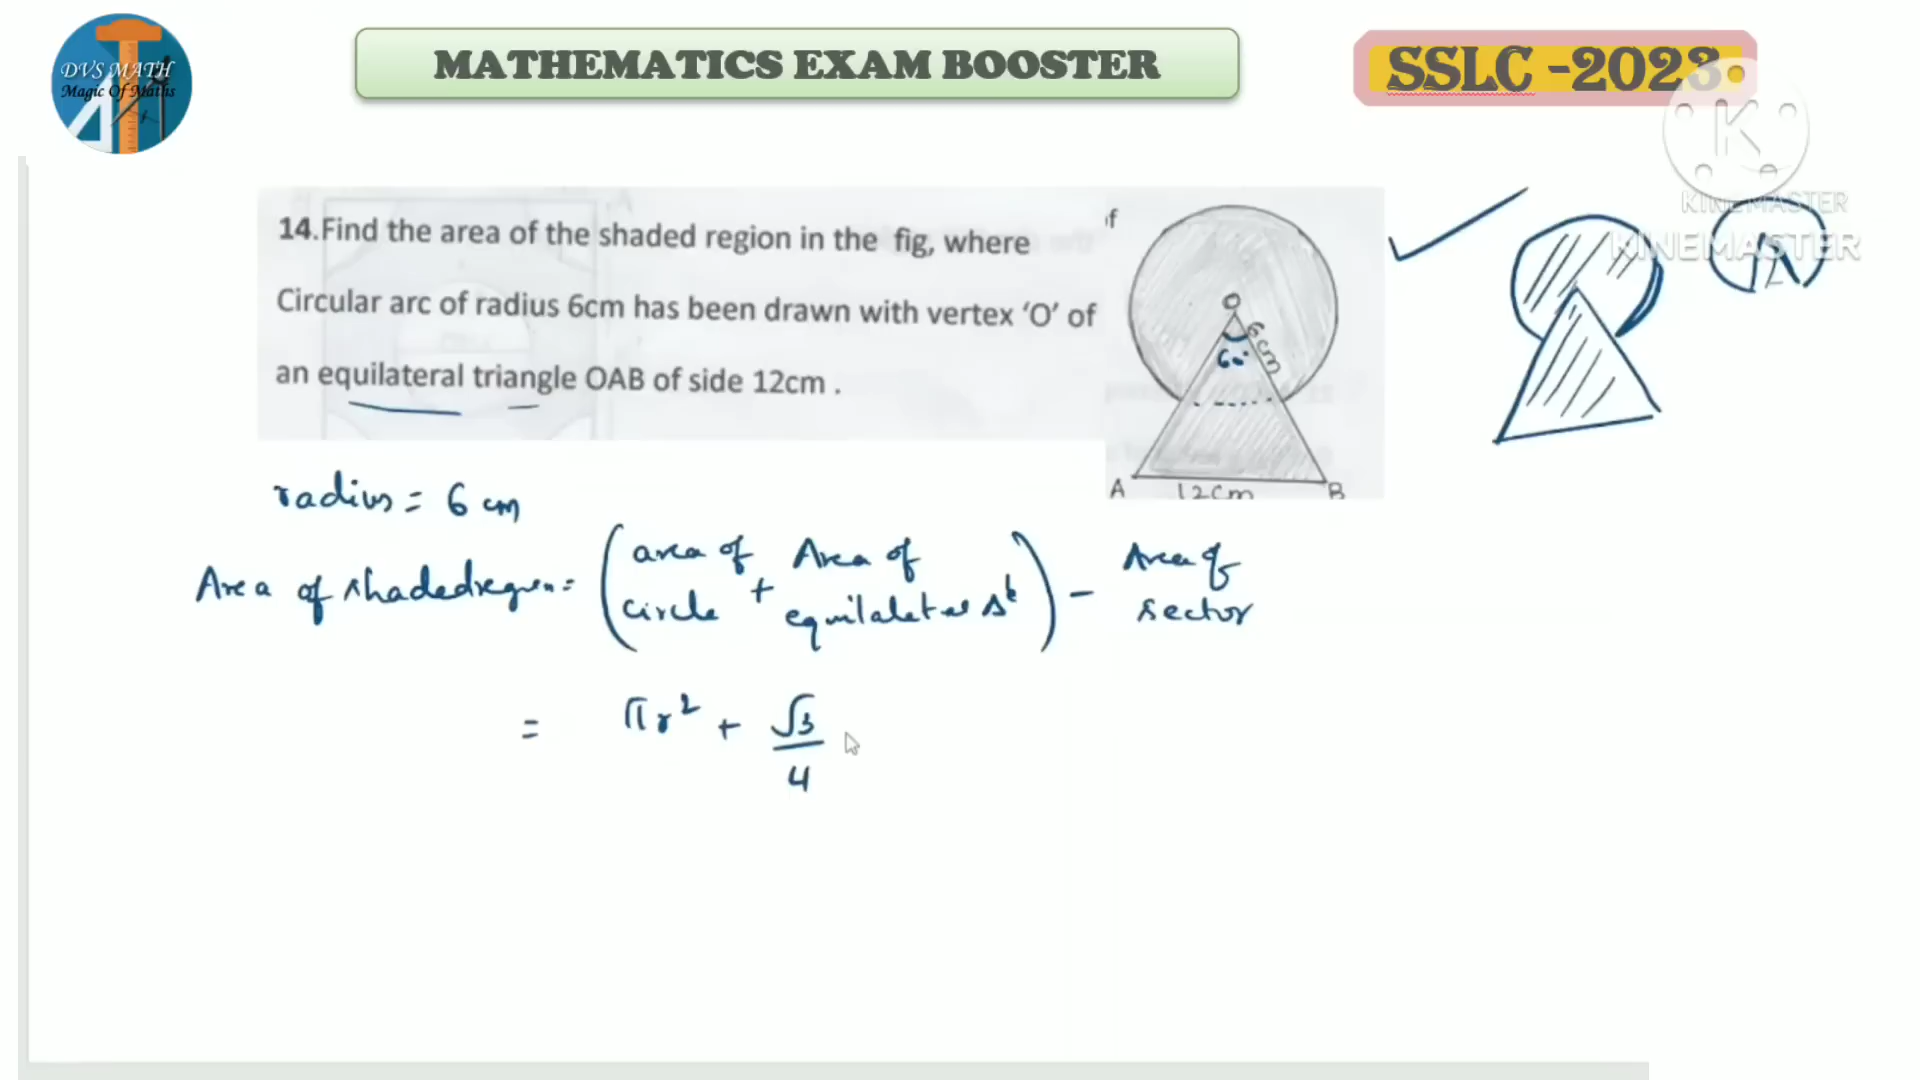 DVS MATH
Magic Of Maths
MATHEMATICS EXAM BOOSTER
SSLC -2023
KINEMASTER
KINEMASTER
14.Find the area of the shaded region in the fig, where
Circular arc of radius 6cm has been drawn with vertex ‘O’ of
an equilateral triangle OAB of side 12cm .
O
6cm
60°
A 12cm B
radius = 6 cm
Area of shadedregion = (area of circle + Area of equilateral Δle) - Area of sector
= πr² + √3/4